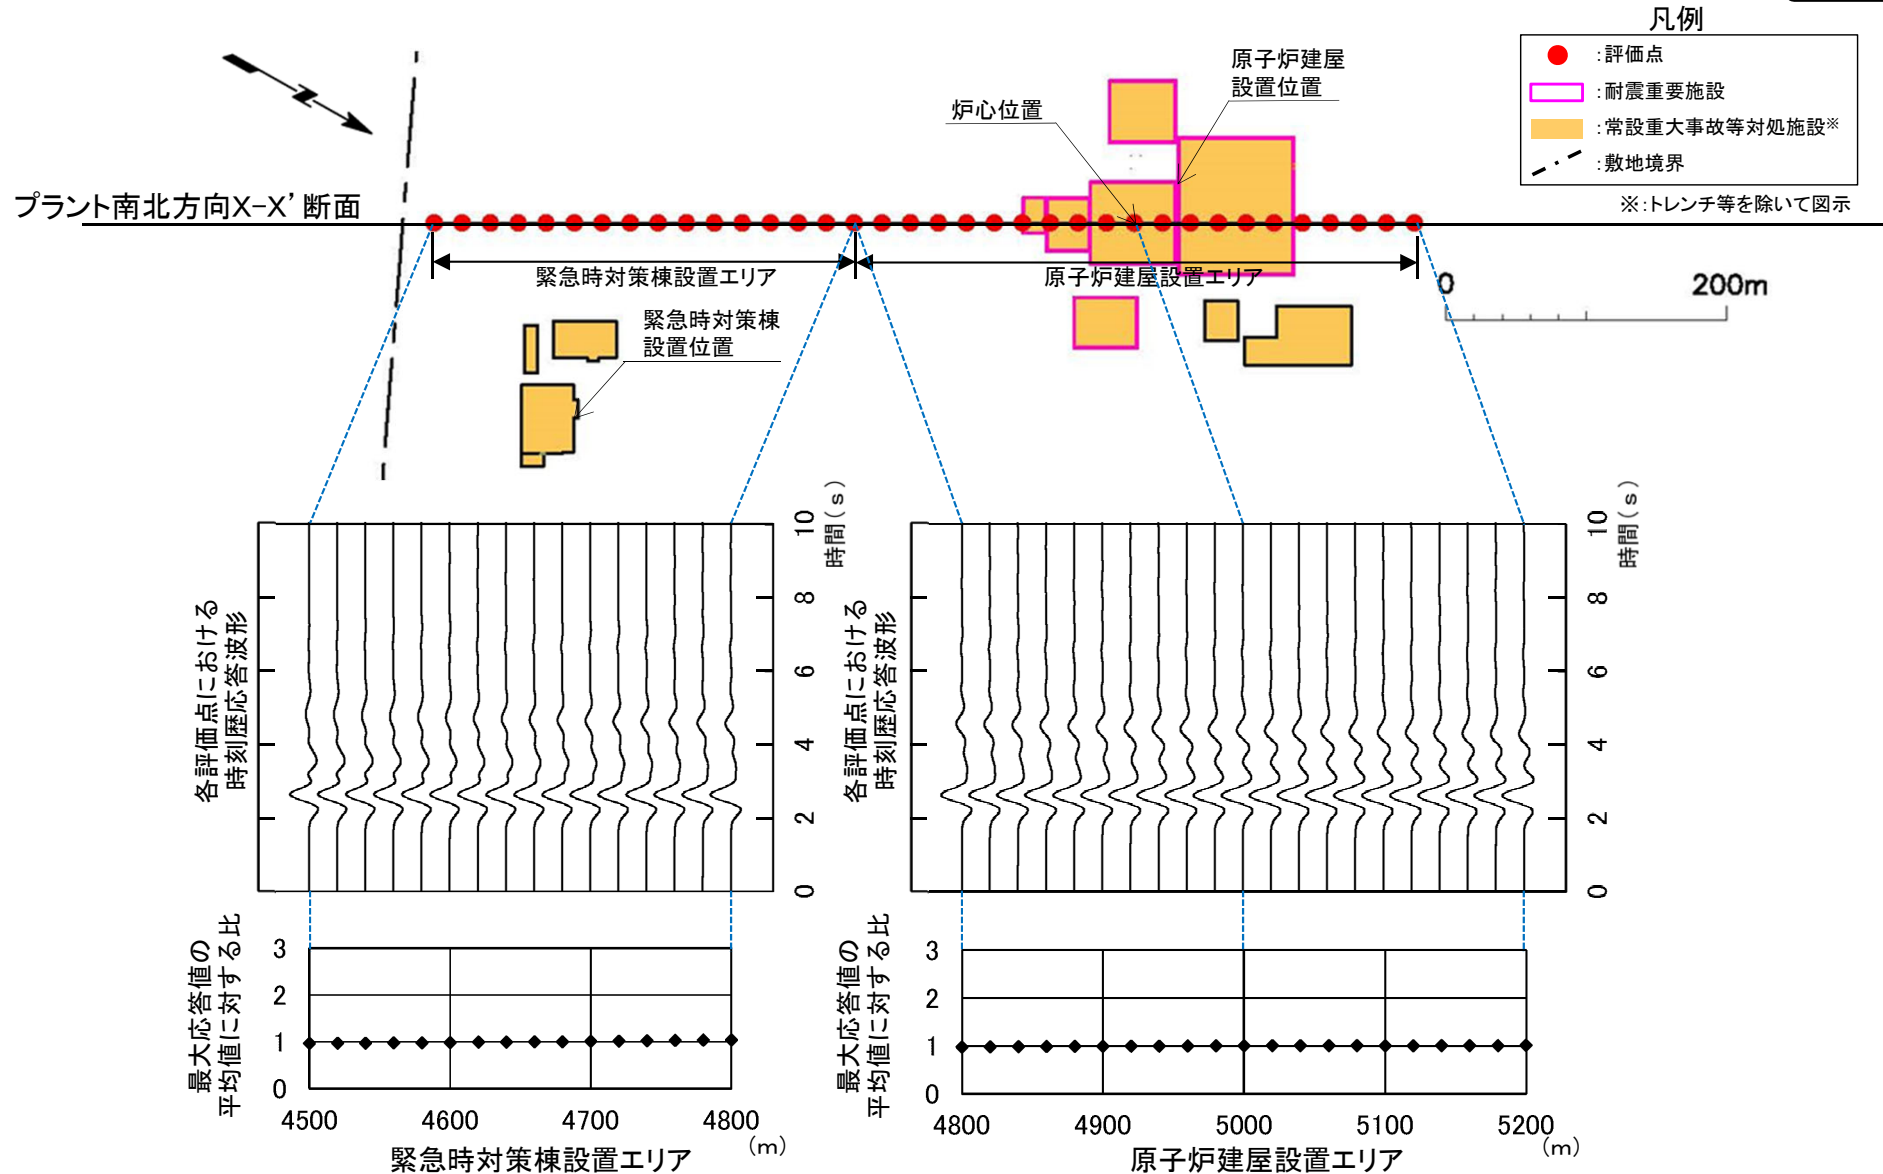 凡例
:評価点
:耐震重要施設
:常設重大事故等対処施設※
:敷地境界
※:トレンチ等を除いて図示
原子炉建屋
設置位置
炉心位置
プラント南北方向X-X’断面
緊急時対策棟設置エリア
原子炉建屋設置エリア
0
200m
緊急時対策棟
設置位置
各評価点における
時刻歴応答波形
10
8
6
4
2
0
時間(s)
各評価点における
時刻歴応答波形
10
8
6
4
2
0
時間(s)
最大応答値の
平均値に対する比
3
2
1
0
4500
4600
4700
4800
(m)
緊急時対策棟設置エリア
最大応答値の
平均値に対する比
3
2
1
0
4800
4900
5000
5100
5200
(m)
原子炉建屋設置エリア